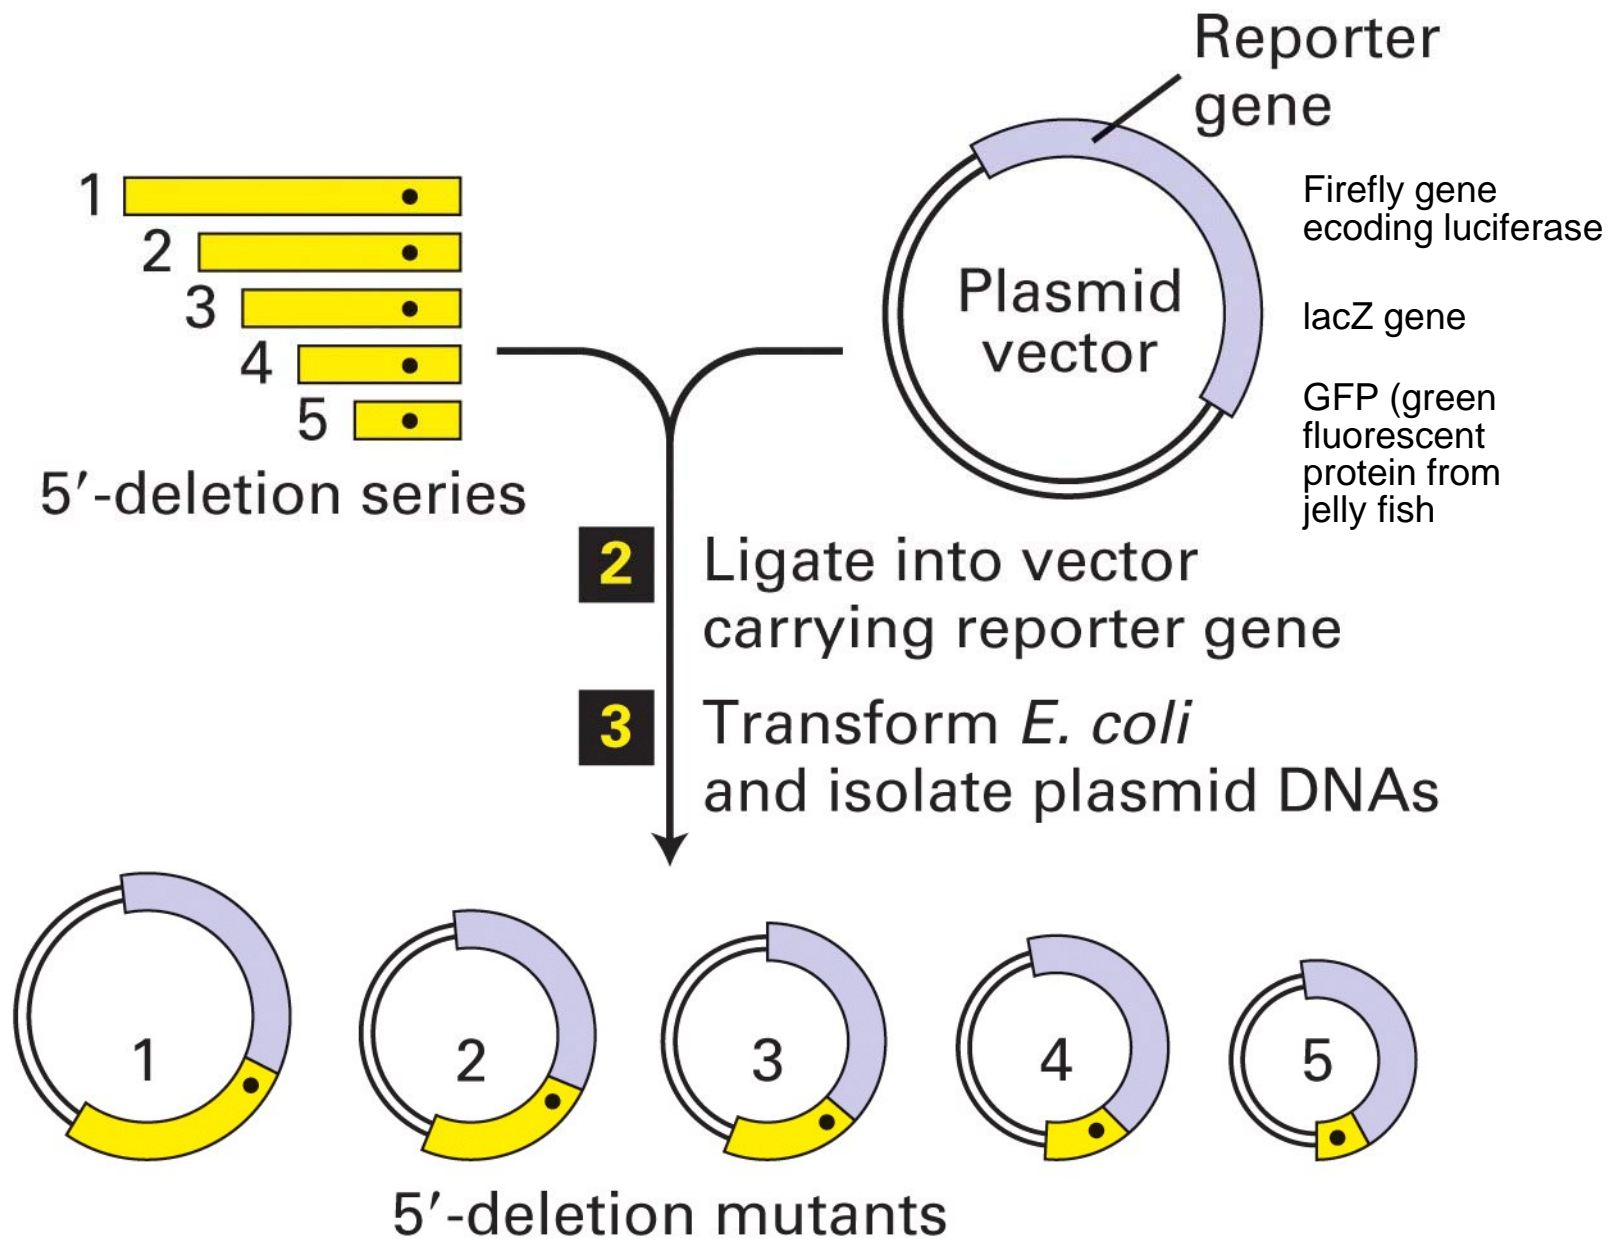 Reporter
gene
1
2
3
4
5
5′-deletion series
Plasmid
vector
Firefly gene
ecoding luciferase
lacZ gene
GFP (green
fluorescent
protein from
jelly fish
2 Ligate into vector
carrying reporter gene
3 Transform E. coli
and isolate plasmid DNAs
1 2 3 4 5
5′-deletion mutants